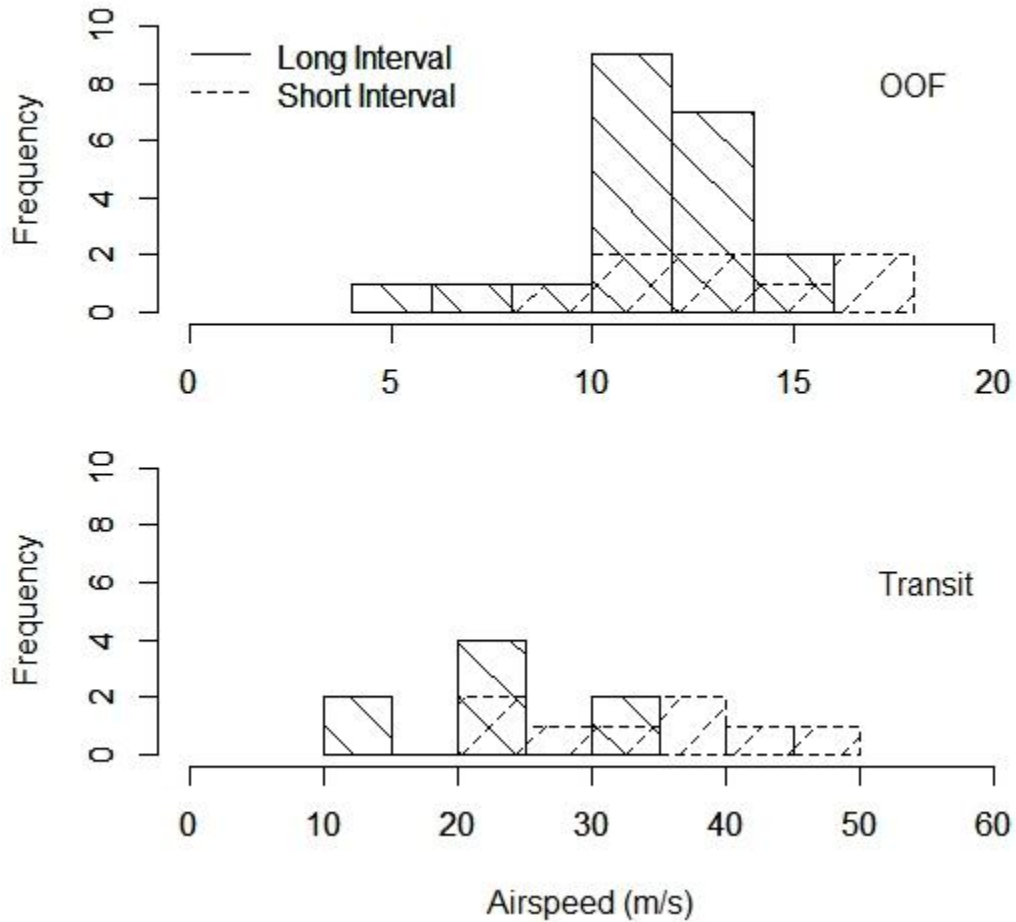 10
8
6
4
2
0
Frequency
Long Interval
Short Interval
OOF
0 5 10 15 20
10
8
6
4
2
0
Frequency
Transit
0 10 20 30 40 50 60
Airspeed (m/s)